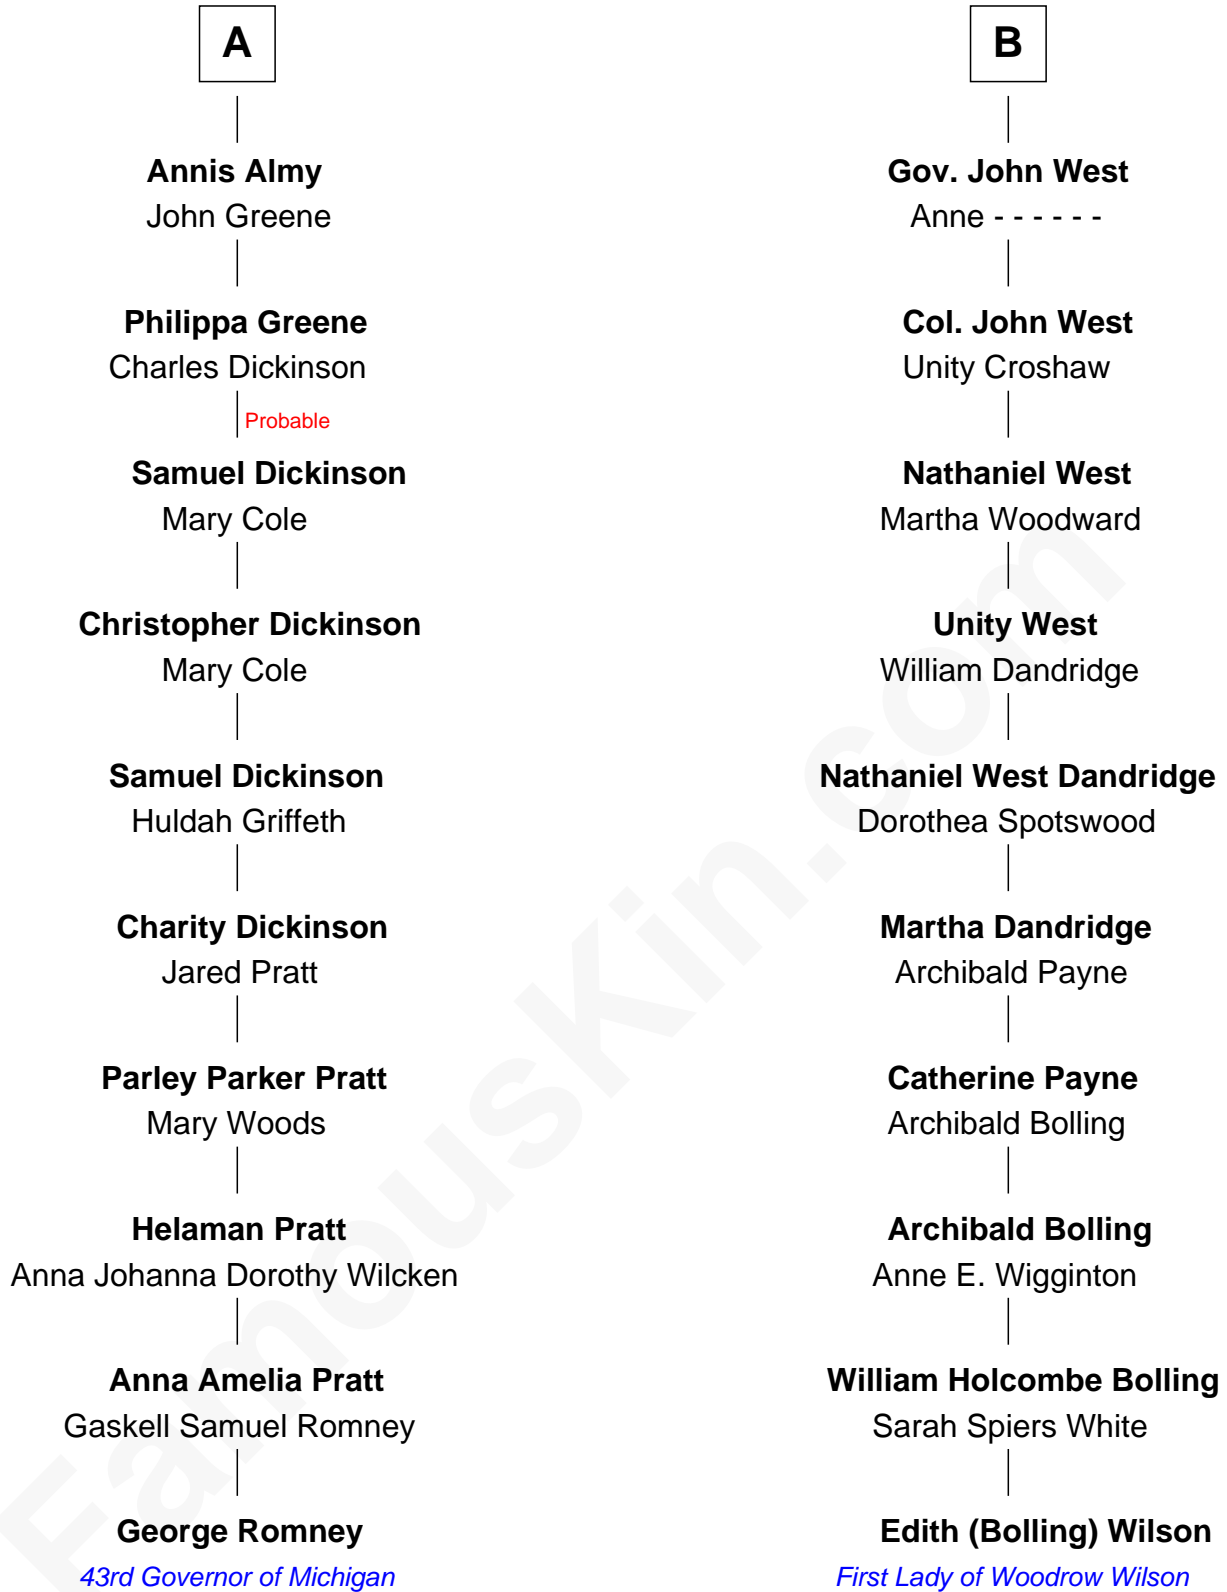 A
Annis Almy
John Greene
Philippa Greene
Charles Dickinson
Probable
Samuel Dickinson
Mary Cole
Christopher Dickinson
Mary Cole
Samuel Dickinson
Huldah Griffeth
Charity Dickinson
Jared Pratt
Parley Parker Pratt
Mary Woods
Helaman Pratt
Anna Johanna Dorothy Wilcken
Anna Amelia Pratt
Gaskell Samuel Romney
George Romney
43rd Governor of Michigan
B
Gov. John West
Anne - - - - - -
Col. John West
Unity Croshaw
Nathaniel West
Martha Woodward
Unity West
William Dandridge
Nathaniel West Dandridge
Dorothea Spotswood
Martha Dandridge
Archibald Payne
Catherine Payne
Archibald Bolling
Archibald Bolling
Anne E. Wigginton
William Holcombe Bolling
Sarah Spiers White
Edith (Bolling) Wilson
First Lady of Woodrow Wilson
FamousKin.com